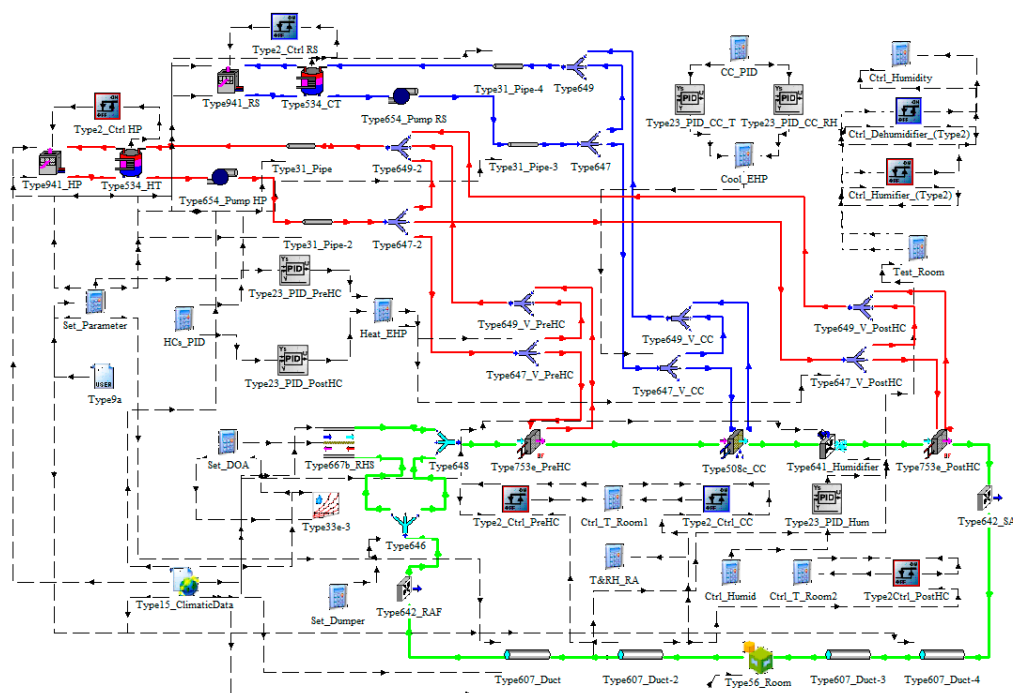 Type2_Ctrl RS
CC_PID
Ctrl_Humidity
Type941_RS
Type534_CT
Type31_Pipe-4
Type649
Type654_Pump RS
Type23_PID_CC_T
Type23_PID_CC_RH
Type2_Ctrl HP
Ctrl_Dehumidifier_(Type2)
Type31_Pipe-3
Type647
Type941_HP
Type534_HT
Type31_Pipe
Type649-2
Cool_EHP
Type654_Pump HP
Ctrl_Humifier_(Type2)
Type31_Pipe-2
Type647-2
Test_Room
Type23_PID_PreHC
Set_Parameter
HCs_PID
Heat_EHP
Type649_V_PreHC
Type649_V_CC
Type649_V_PostHC
Type23_PID_PostHC
Type647_V_PreHC
Type647_V_CC
Type647_V_PostHC
USER
Type9a
Set_DOA
Type667b_RHS
Type648
Type753e_PreHC
Type508c_CC
Type641_Humidifier
Type753e_PostHC
Type33e-3
Type2_Ctrl_PreHC
Ctrl_T_Room1
Type2_Ctrl_CC
Type23_PID_Hum
Type642_SA
Type646
T&RH_RA
Type15_ClimaticData
Set_Dumper
Type642_RAF
Ctrl_Humid
Ctrl_T_Room2
Type2Ctrl_PostHC
Type607_Duct
Type607_Duct-2
Type56_Room
Type607_Duct-3
Type607_Duct-4